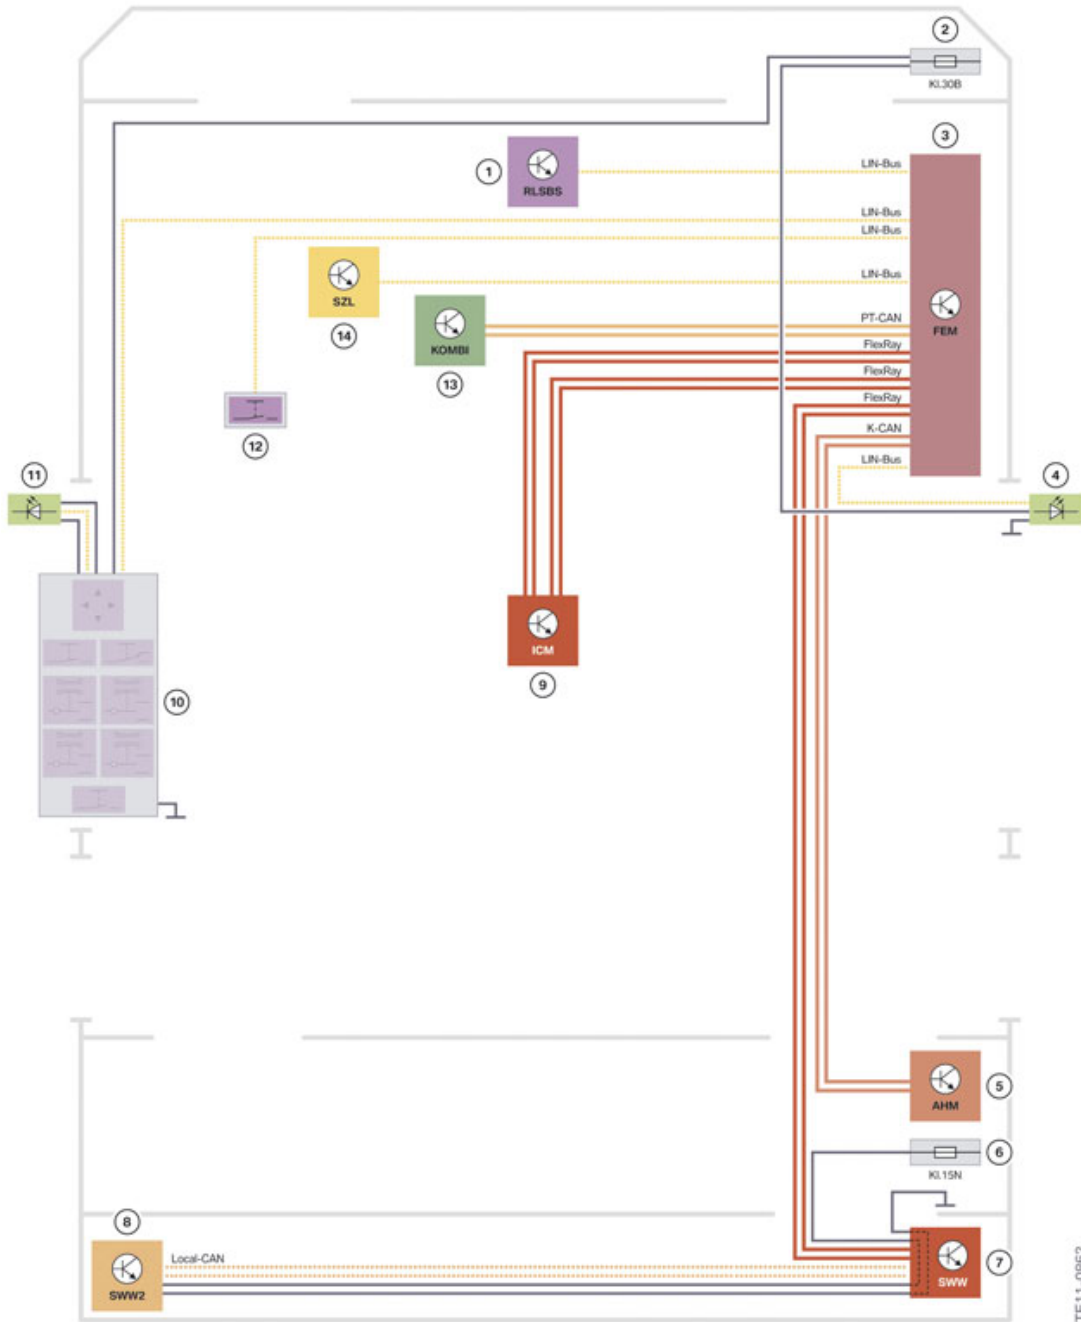 2
Kl.30B
3
1
RLSBS
LIN-Bus
LIN-Bus
LIN-Bus
SZL
14
LIN-Bus
KOMBI
13
PT-CAN
FEM
FlexRay
FlexRay
FlexRay
12
K-CAN
LIN-Bus
11
4
ICM
9
10
AHM
5
6
Kl.15N
8
Local-CAN
SWW2
SWW
7
TE11-0962